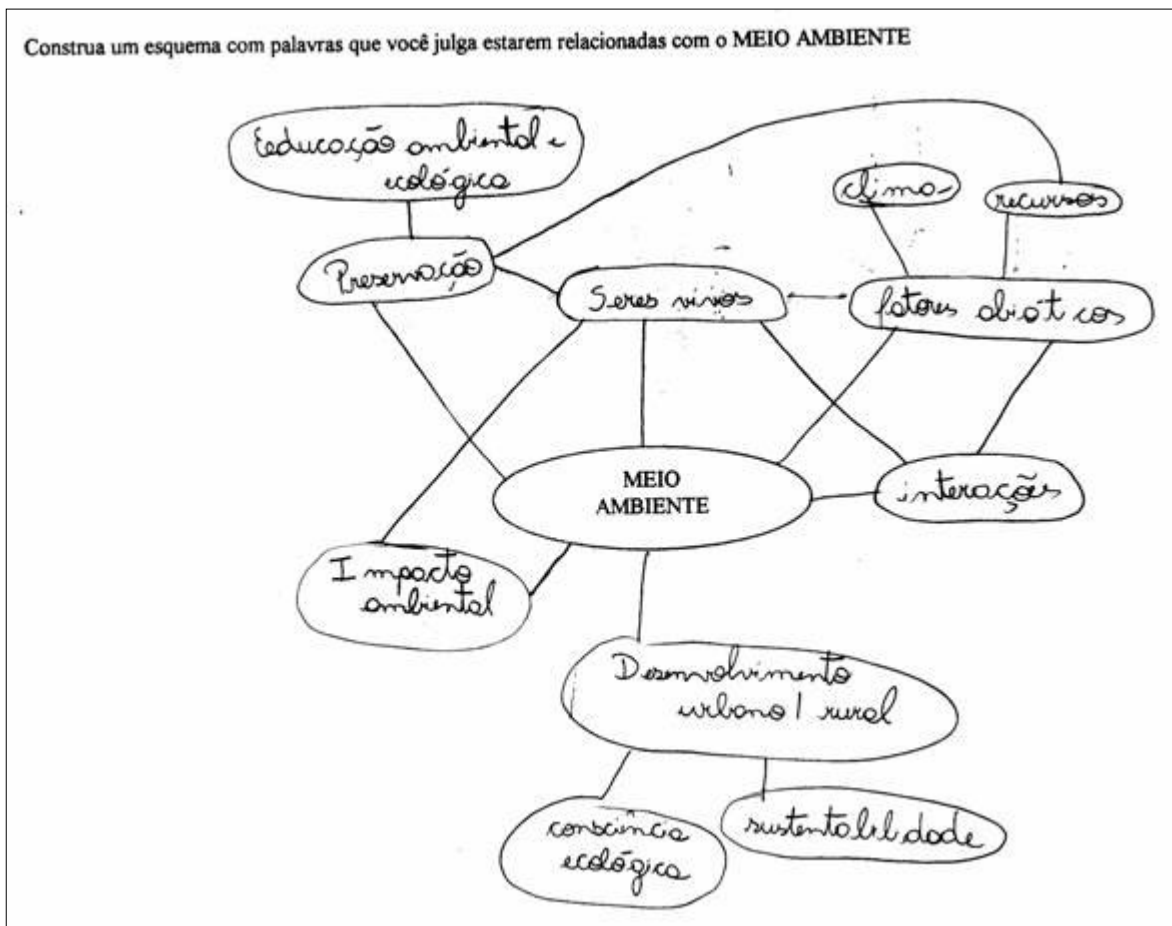 Construa um esquema com palavras que você julga estarem relacionadas com o MEIO AMBIENTE
Eeducação ambiental e
ecológica
clima
recursos
Preservação
Seres vivos
fatores abióticos
MEIO
AMBIENTE
interações
Impacto
ambiental
Desenvolvimento
urbano/rural
consciência
ecológica
sustentabilidade